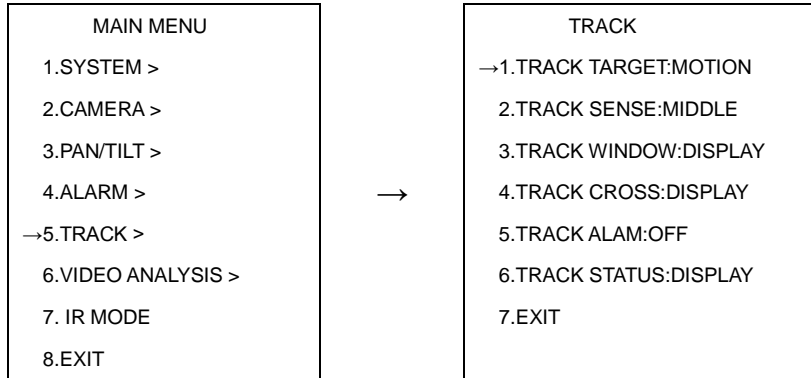 MAIN MENU
1.SYSTEM >
2.CAMERA >
3.PAN/TILT >
4.ALARM >
→5.TRACK >
6.VIDEO ANALYSIS >
7. IR MODE
8.EXIT
→
TRACK
→1.TRACK TARGET:MOTION
2.TRACK SENSE:MIDDLE
3.TRACK WINDOW:DISPLAY
4.TRACK CROSS:DISPLAY
5.TRACK ALAM:OFF
6.TRACK STATUS:DISPLAY
7.EXIT